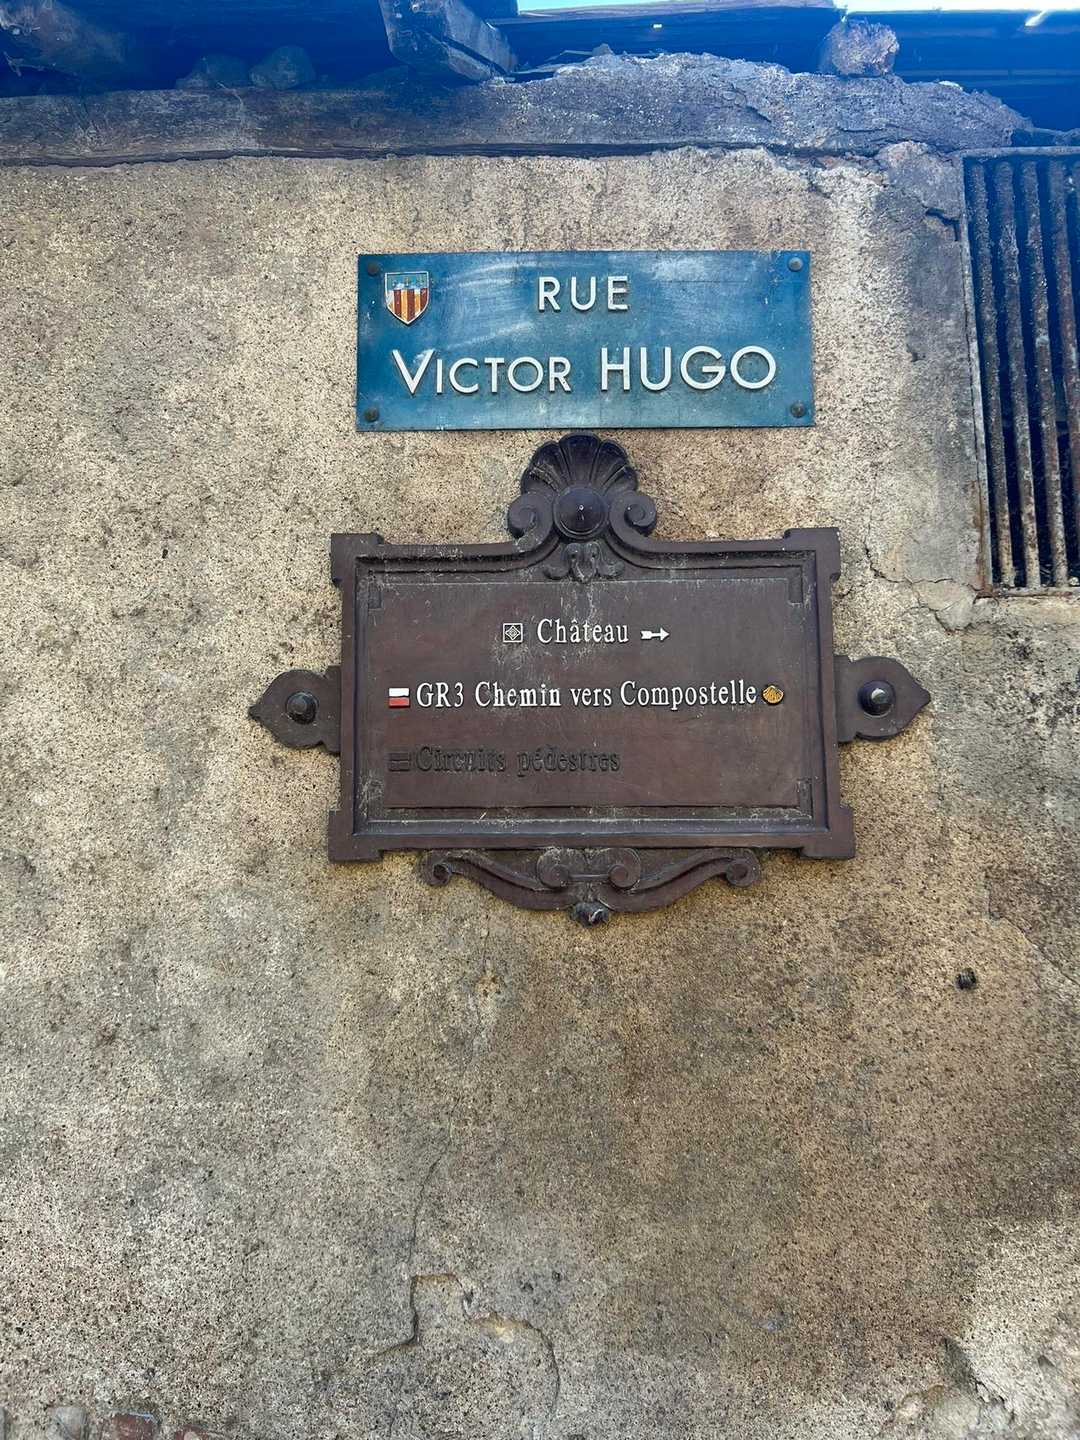 RUE
VICTOR HUGO
Château
GR3 Chemin vers Compostelle
Circuits pédestres